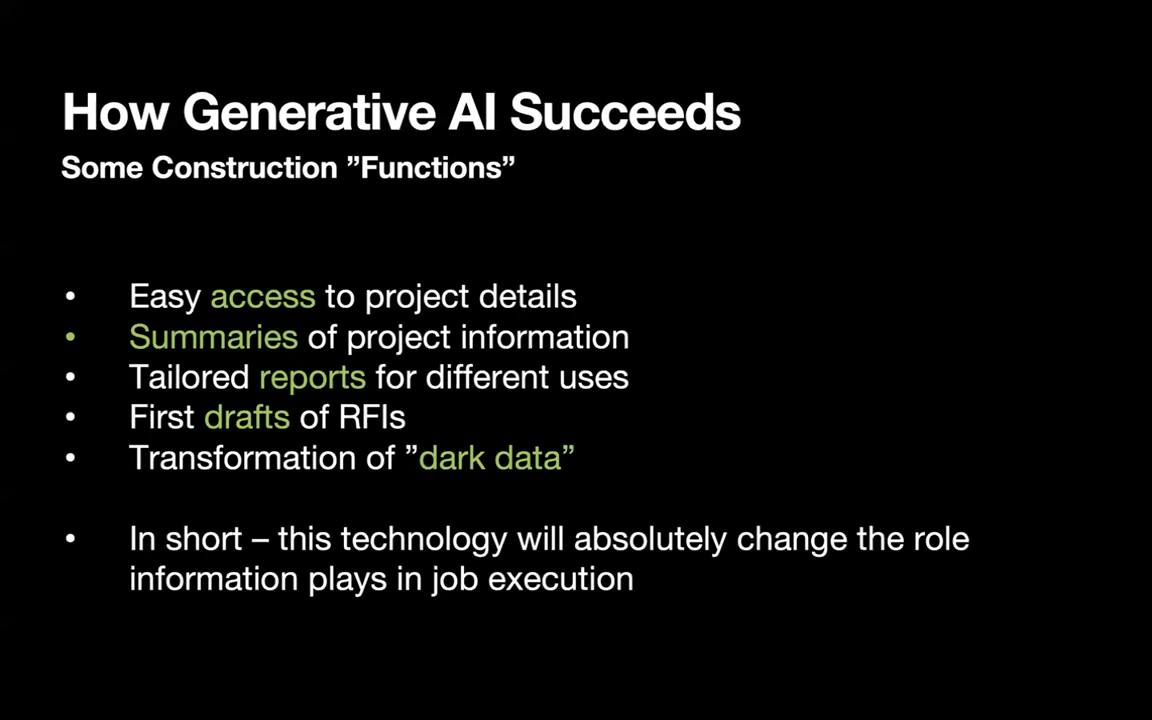 How Generative AI Succeeds
Some Construction ”Functions”
• Easy access to project details
• Summaries of project information
• Tailored reports for different uses
• First drafts of RFIs
• Transformation of ”dark data”
• In short – this technology will absolutely change the role
information plays in job execution